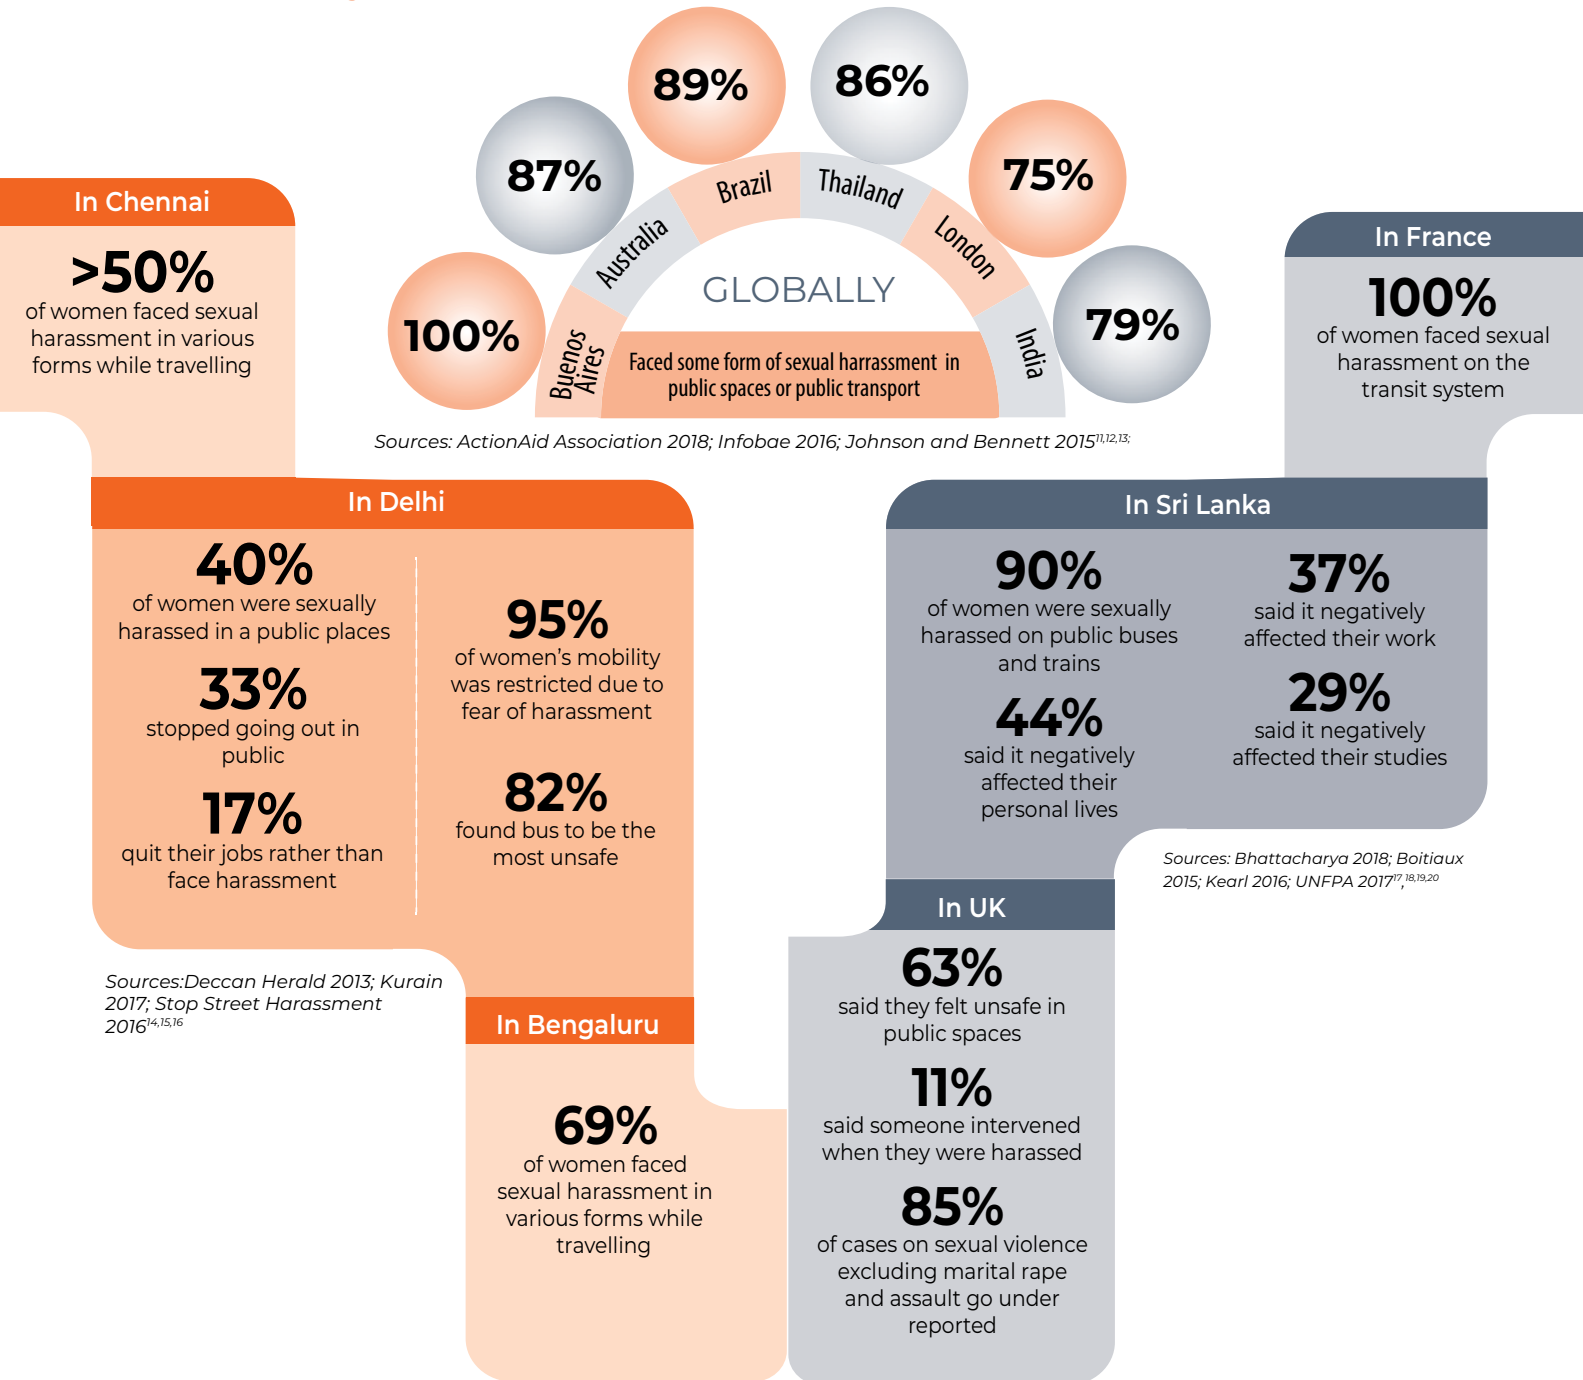 89%
86%
87%
75%
100%
79%
Buenos
Aires
Australia
Brazil
Thailand
London
India
GLOBALLY
Faced some form of sexual harrassment in
public spaces or public transport
Sources: ActionAid Association 2018; Infobae 2016; Johnson and Bennett 201511,12,13;
In Chennai
>50%
of women faced sexual
harassment in various
forms while travelling
In France
100%
of women faced sexual
harassment on the
transit system
In Delhi
40%
of women were sexually
harassed in a public places
33%
stopped going out in
public
17%
quit their jobs rather than
face harassment
95%
of women’s mobility
was restricted due to
fear of harassment
82%
found bus to be the
most unsafe
Sources:Deccan Herald 2013; Kurain
2017; Stop Street Harassment
201614,15,16
In Sri Lanka
90%
of women were sexually
harassed on public buses
and trains
44%
said it negatively
affected their
personal lives
37%
said it negatively
affected their work
29%
said it negatively
affected their studies
Sources: Bhattacharya 2018; Boitiaux
2015; Kearl 2016; UNFPA 201717,18,19,20
In Bengaluru
69%
of women faced
sexual harassment in
various forms while
travelling
In UK
63%
said they felt unsafe in
public spaces
11%
said someone intervened
when they were harassed
85%
of cases on sexual violence
excluding marital rape
and assault go under
reported